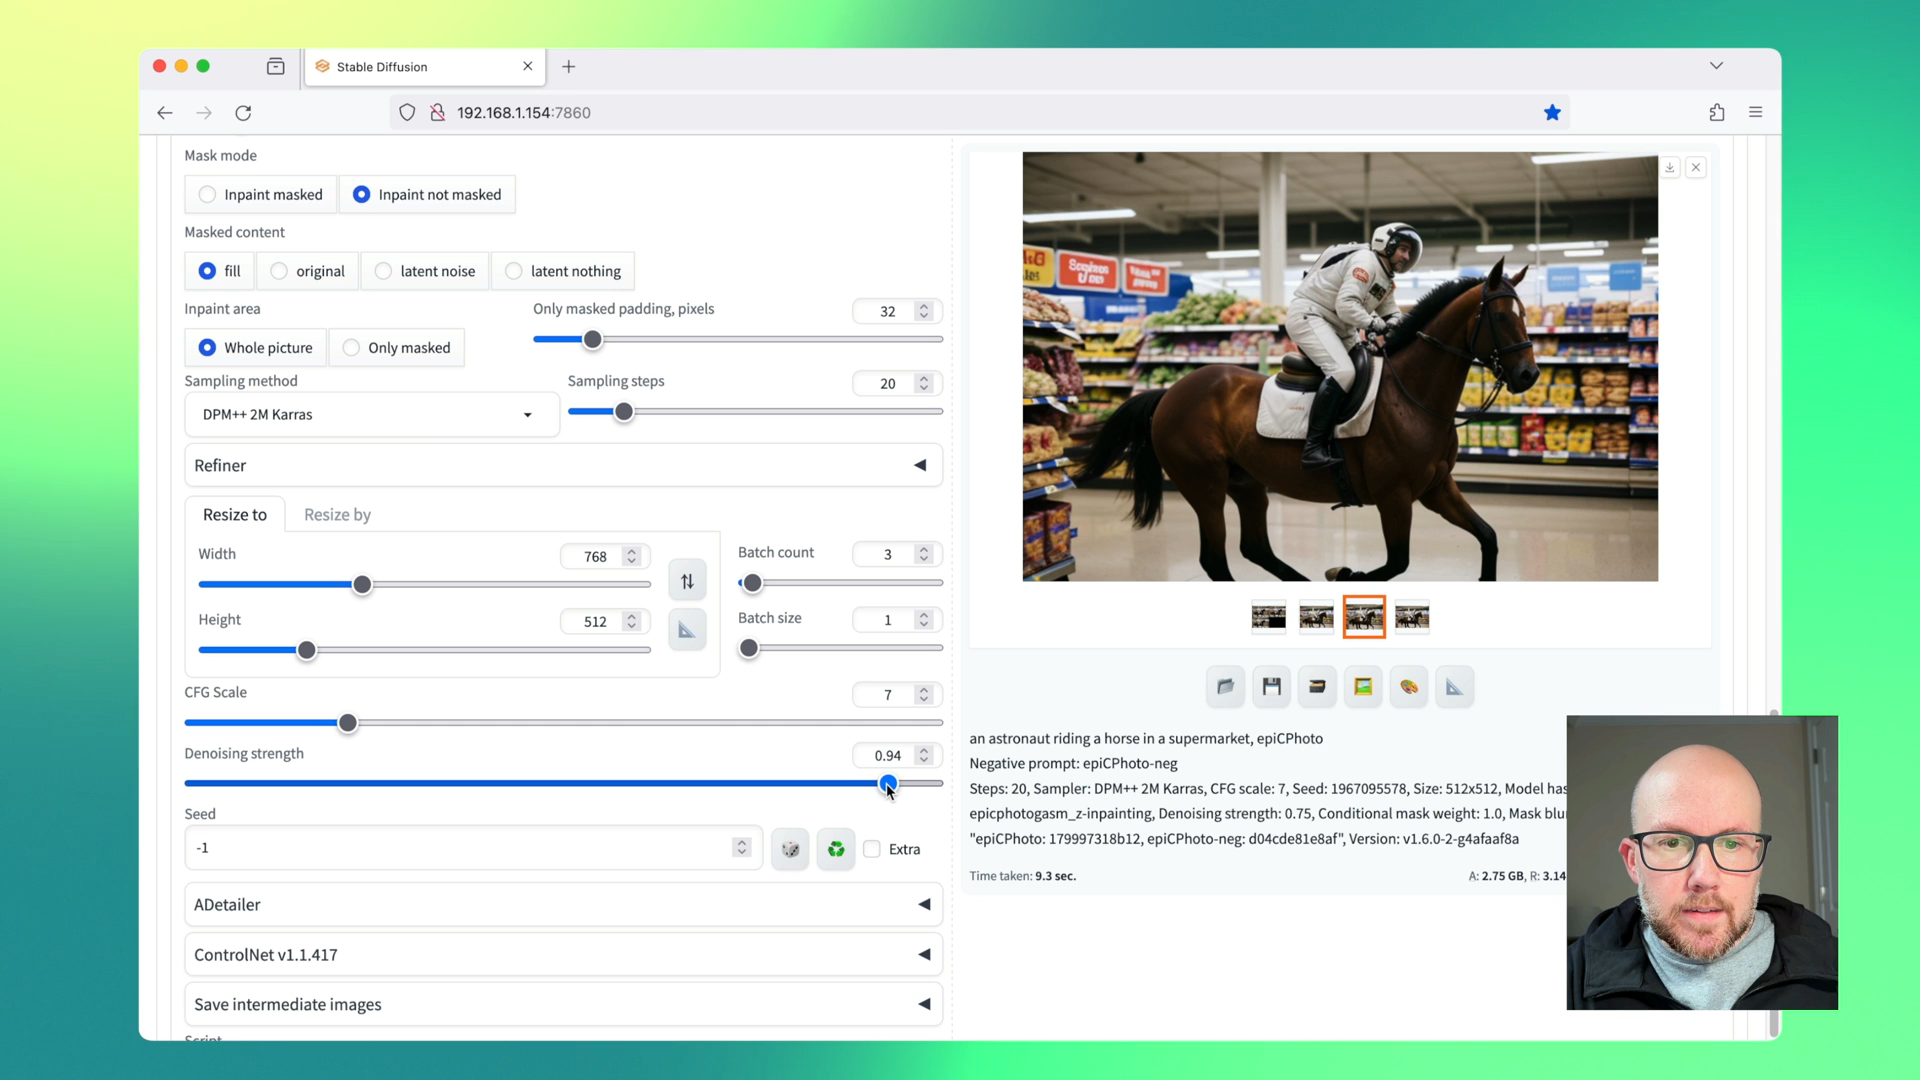 Stable Diffusion
192.168.1.154:7860
Mask mode
Inpaint masked
Inpaint not masked
Masked content
fill
original
latent noise
latent nothing
Inpaint area
Only masked padding, pixels
32
Whole picture
Only masked
Sampling method
Sampling steps
20
DPM++ 2M Karras
Refiner
Resize to
Resize by
Width
768
Batch count
3
Height
512
Batch size
1
CFG Scale
7
Denoising strength
0.94
Seed
-1
Extra
ADetailer
ControlNet v1.1.417
Save intermediate images
Script
an astronaut riding a horse in a supermarket, epiCPhoto
Negative prompt: epiCPhoto-neg
Steps: 20, Sampler: DPM++ 2M Karras, CFG scale: 7, Seed: 1967095578, Size: 512x512, Model has
epicphotogasm_z-inpainting, Denoising strength: 0.75, Conditional mask weight: 1.0, Mask blu
"epiCPhoto: 179997318b12, epiCPhoto-neg: d04cde81e8af", Version: v1.6.0-2-g4afaaf8a
Time taken: 9.3 sec.
A: 2.75 GB, R: 3.14